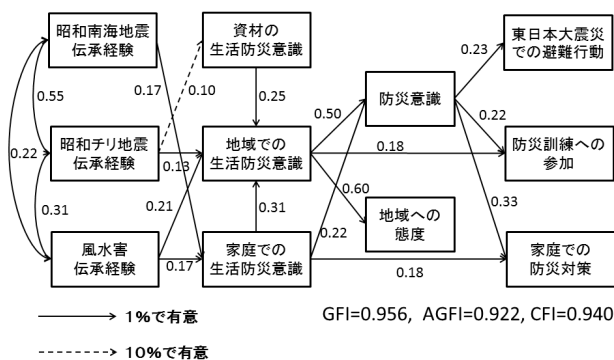 昭和南海地震
伝承経験
資材の
生活防災意識
東日本大震災
での避難行動
0.23
0.17
0.10
0.55
0.25
0.50
防災意識
0.22
0.22
昭和チリ地震
伝承経験
0.13
地域での
生活防災意識
0.18
防災訓練への
参加
0.31
0.21
0.31
0.60
0.22
地域への
態度
0.33
風水害
伝承経験
0.17
家庭での
生活防災意識
0.18
家庭での
防災対策
1%で有意
10%で有意
GFI=0.956, AGFI=0.922, CFI=0.940